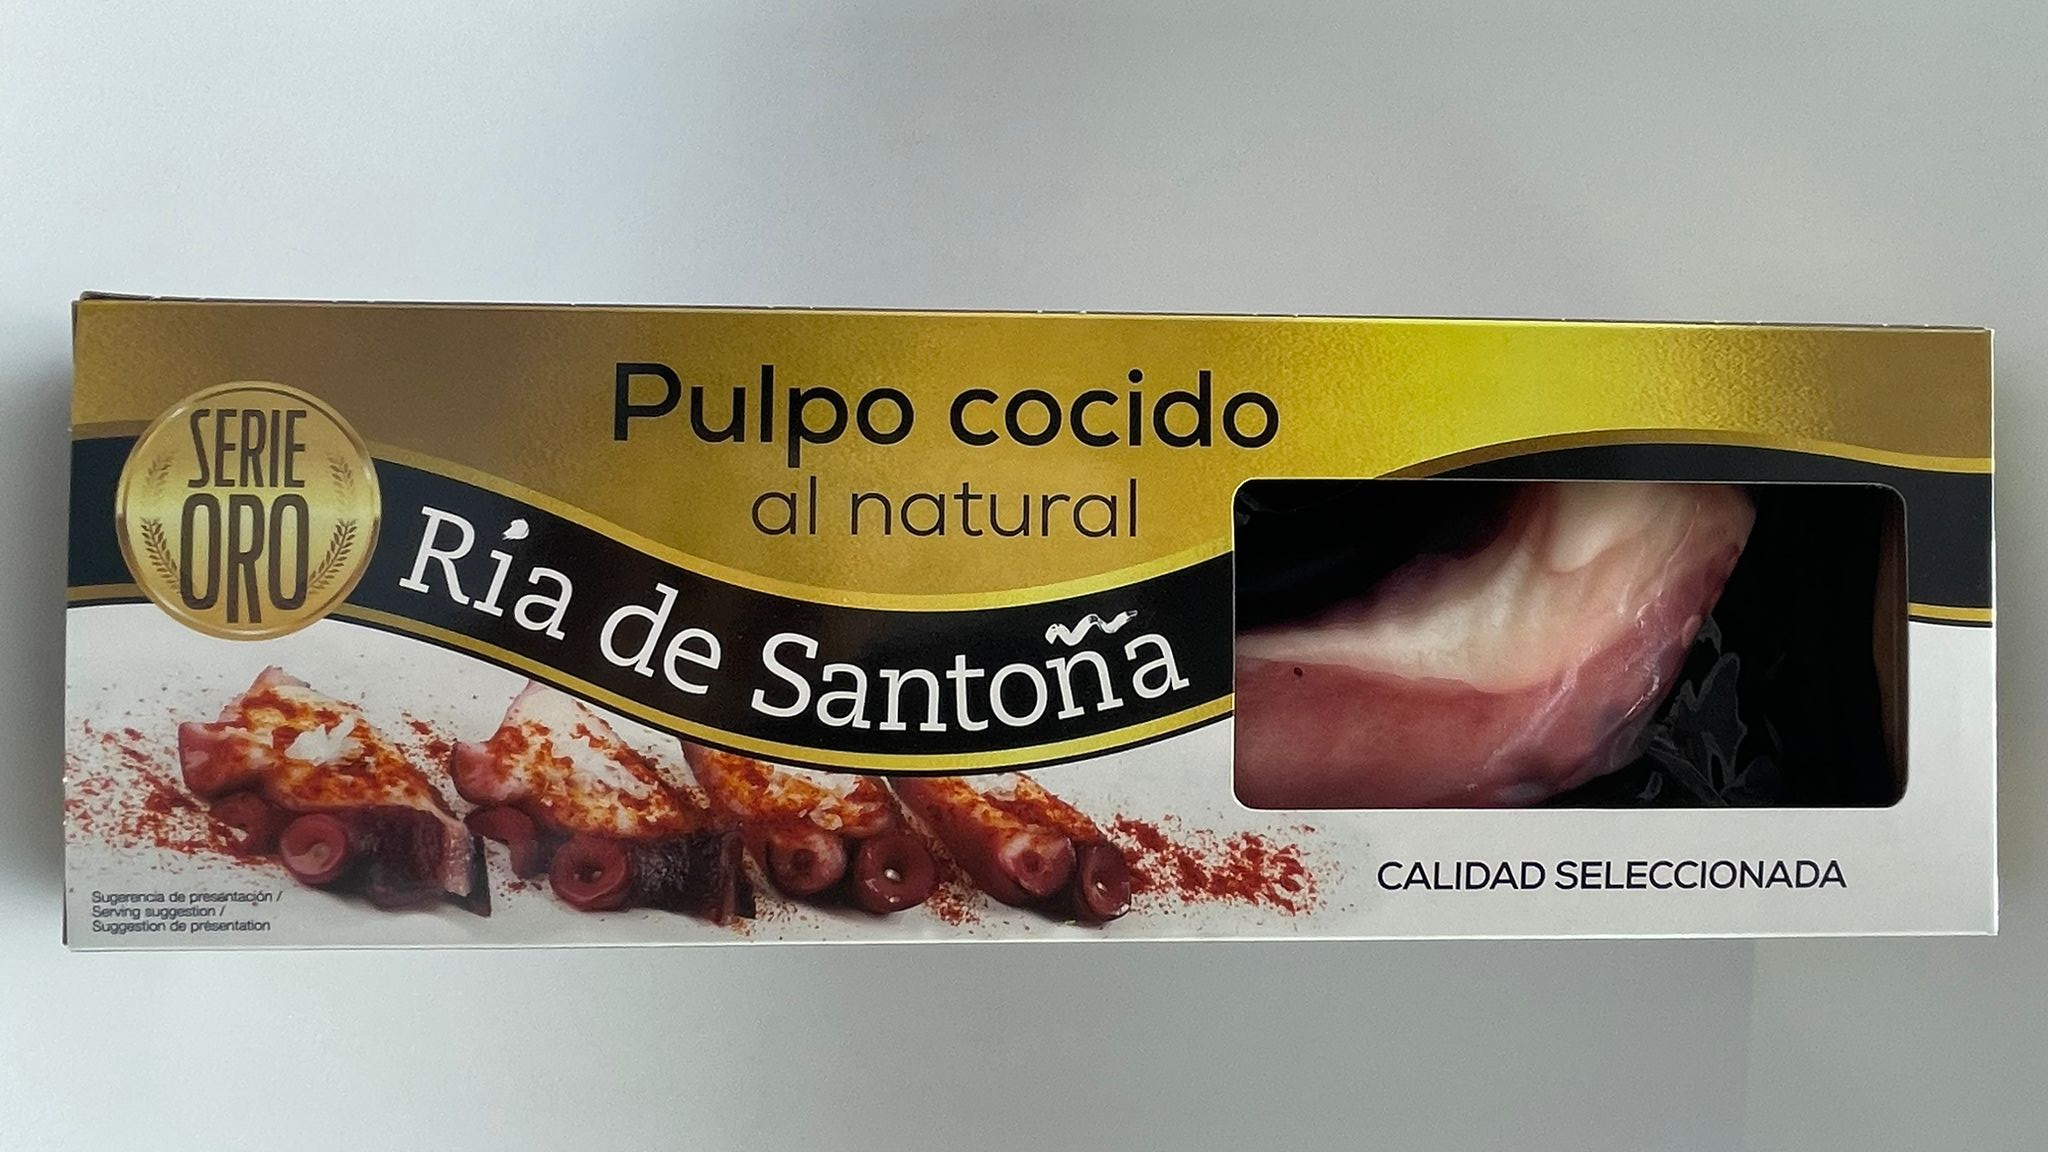 Pulpo cocido
al natural
SERIE
ORO
Ría de Santoña
CALIDAD SELECCIONADA
Sugerencia de presentación /
Serving suggestion /
Suggestion de présentation